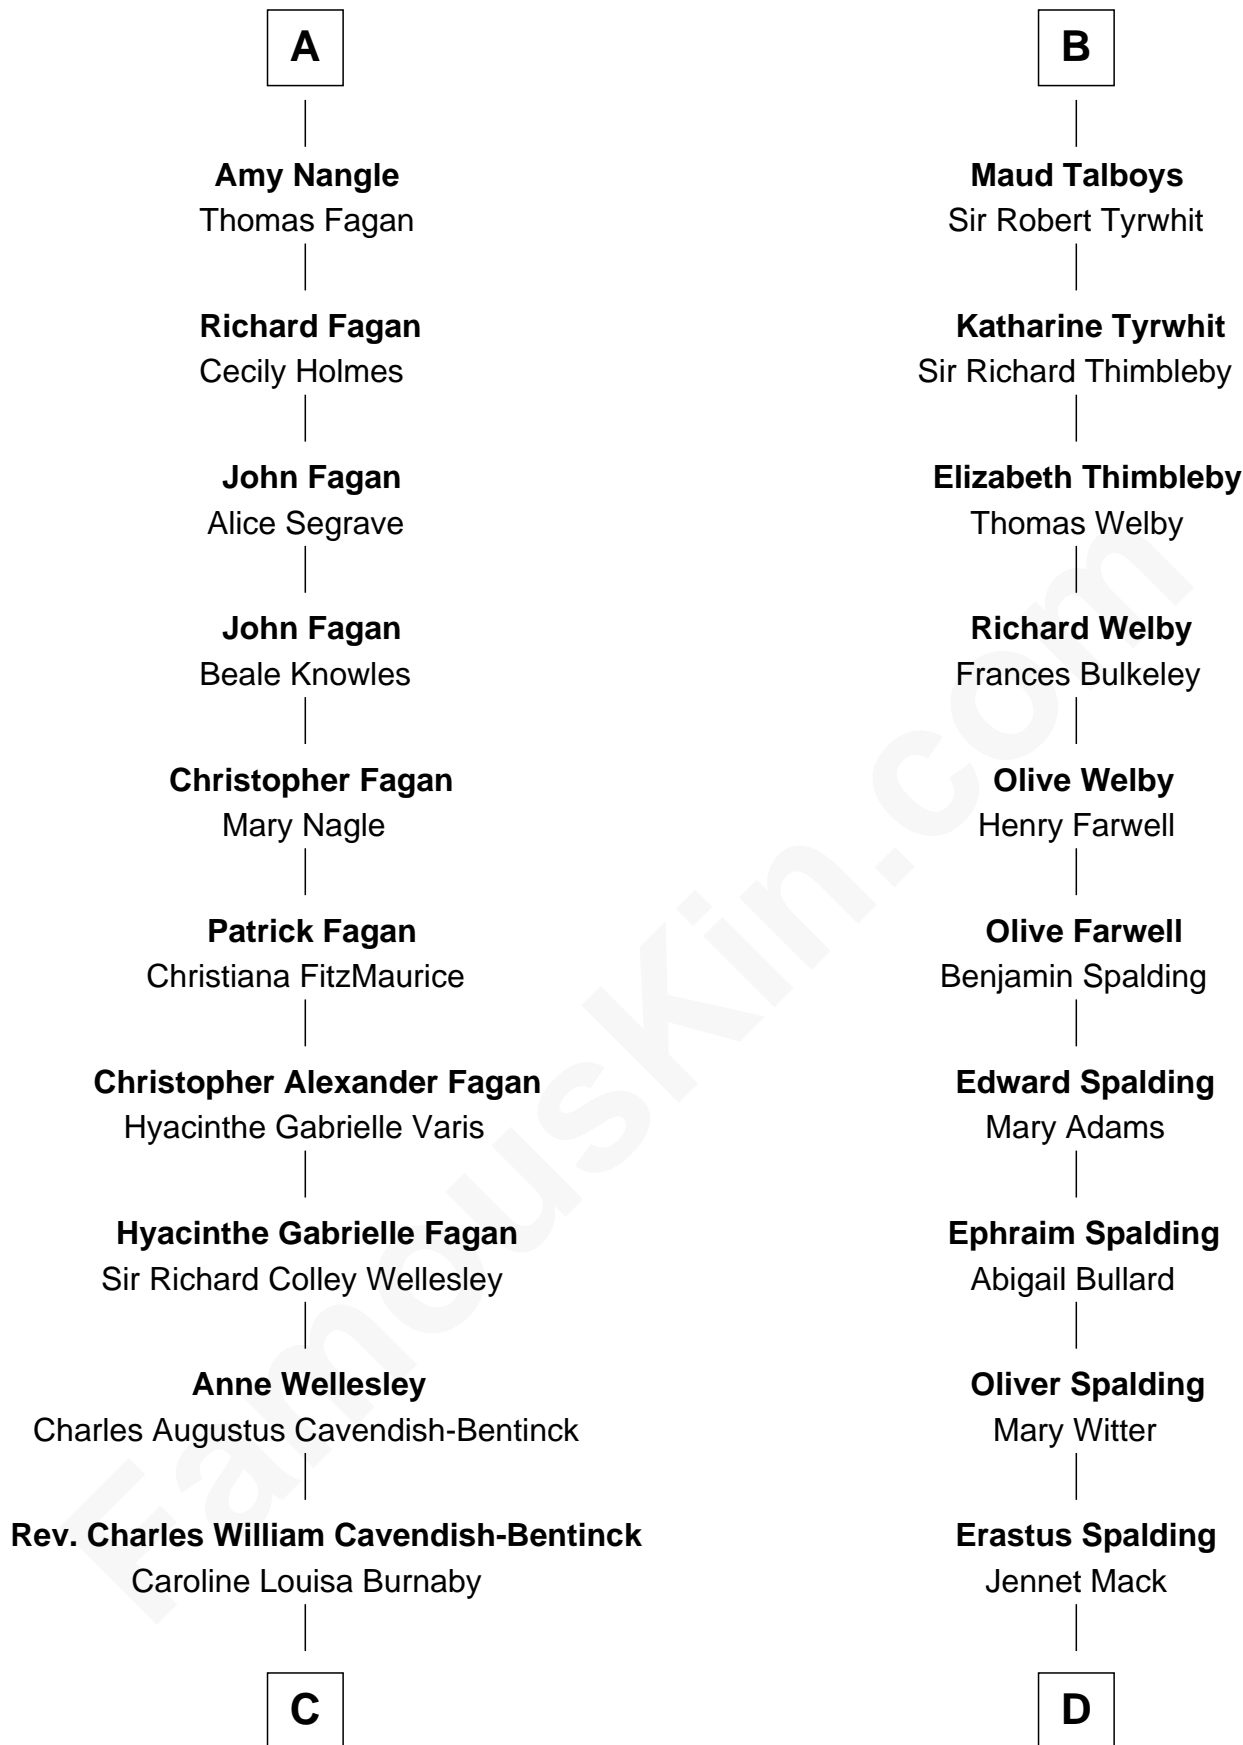 A
Amy Nangle
Thomas Fagan
Richard Fagan
Cecily Holmes
John Fagan
Alice Segrave
John Fagan
Beale Knowles
Christopher Fagan
Mary Nagle
Patrick Fagan
Christiana FitzMaurice
Christopher Alexander Fagan
Hyacinthe Gabrielle Varis
Hyacinthe Gabrielle Fagan
Sir Richard Colley Wellesley
Anne Wellesley
Charles Augustus Cavendish-Bentinck
Rev. Charles William Cavendish-Bentinck
Caroline Louisa Burnaby
C
B
Maud Talboys
Sir Robert Tyrwhit
Katharine Tyrwhit
Sir Richard Thimbleby
Elizabeth Thimbleby
Thomas Welby
Richard Welby
Frances Bulkeley
Olive Welby
Henry Farwell
Olive Farwell
Benjamin Spalding
Edward Spalding
Mary Adams
Ephraim Spalding
Abigail Bullard
Oliver Spalding
Mary Witter
Erastus Spalding
Jennet Mack
D
FamousKin.com